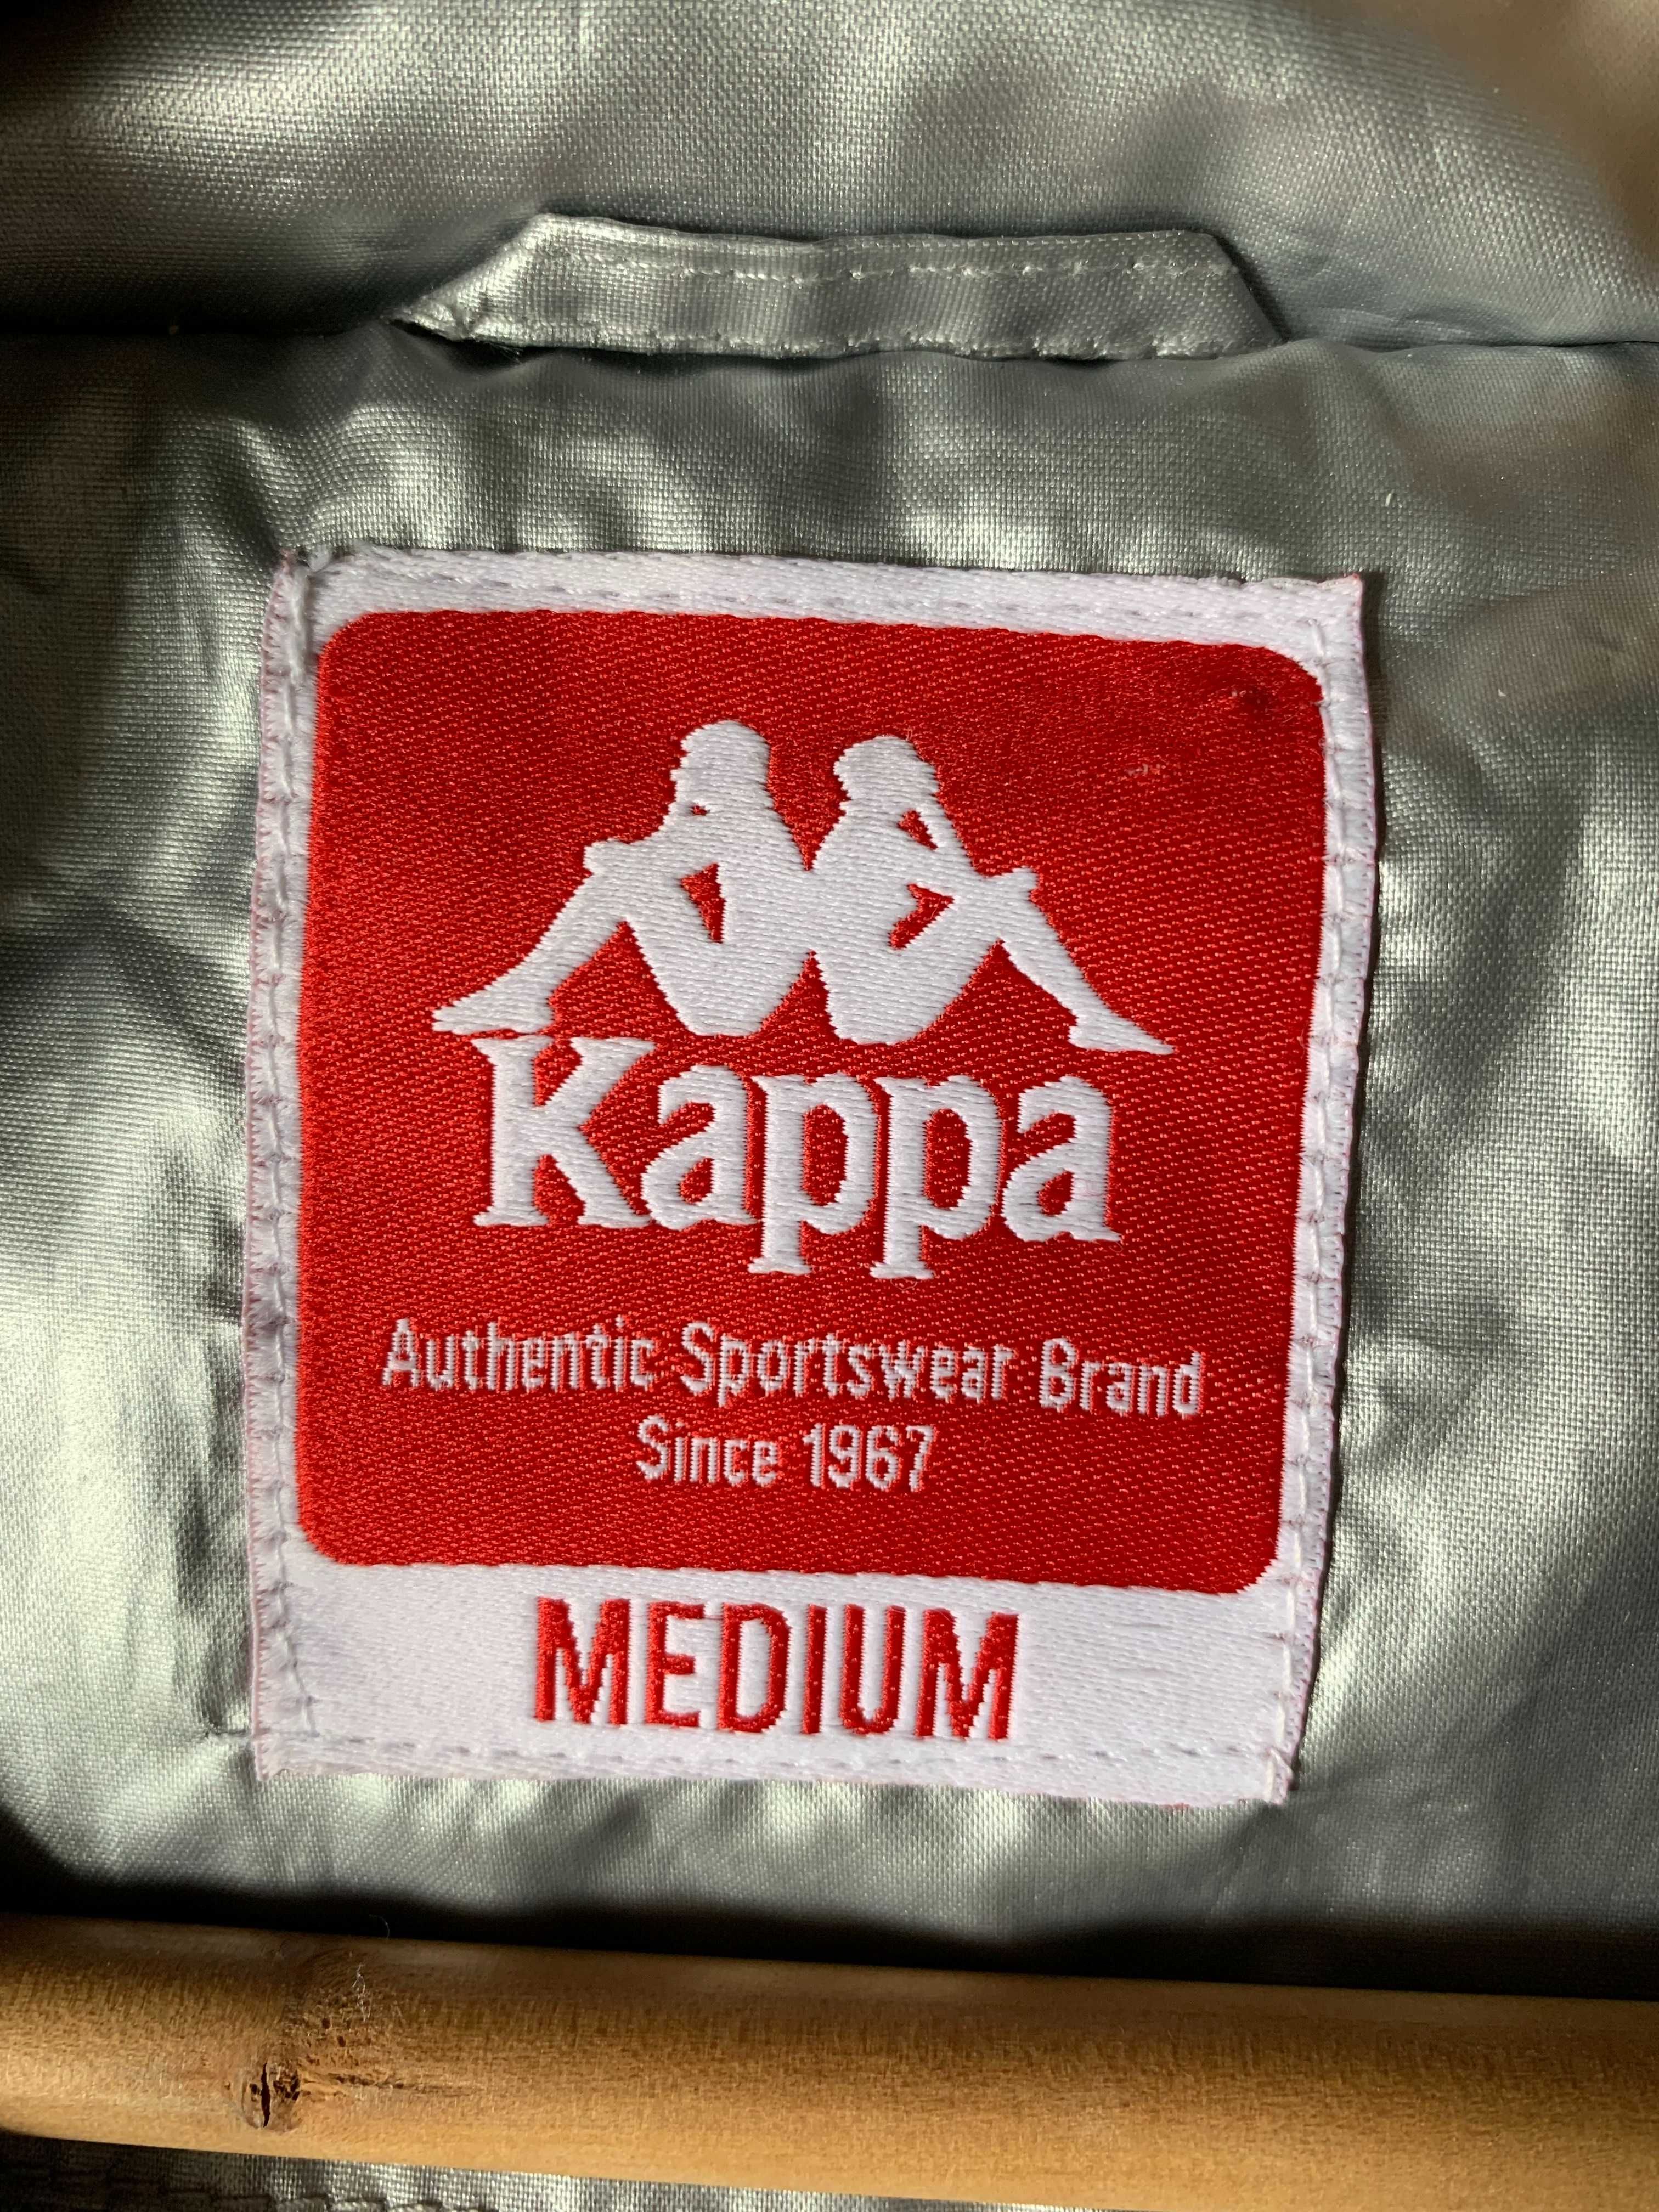 Kappa
Authentic Sportswear Brand
Since 1967
MEDIUM